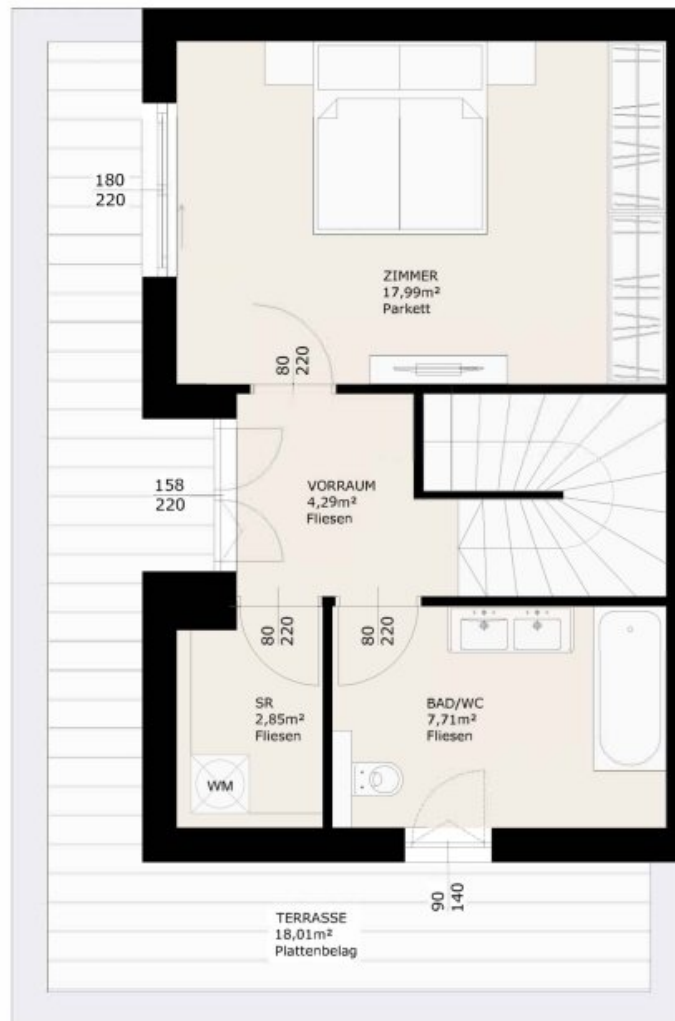 180
220
ZIMMER
17,99m²
Parkett
80
220
158
220
VORRAUM
4,29m²
Fliesen
80
220
80
220
SR
2,85m²
Fliesen
BAD/WC
7,71m²
Fliesen
WM
90
140
TERRASSE
18,01m²
Plattenbelag